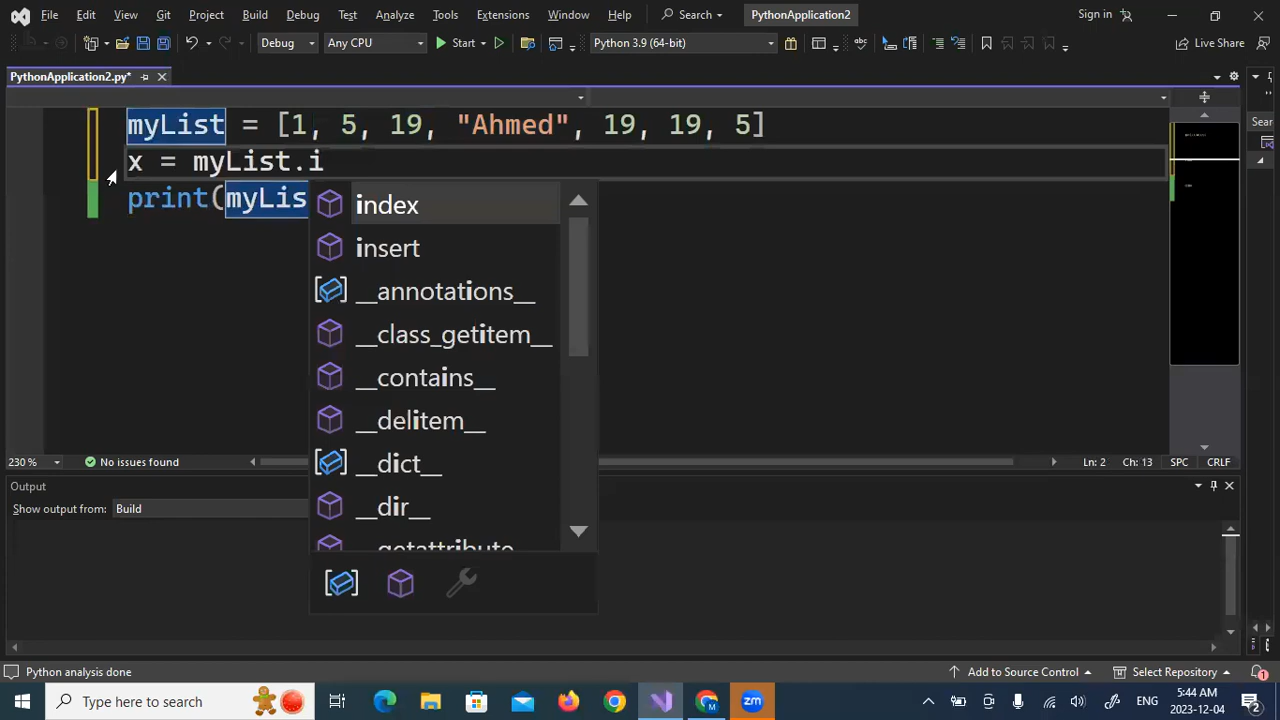 File Edit View Git Project Build Debug Test Analyze Tools Extensions Window Help Search PythonApplication2 Sign in
Debug Any CPU Start Python 3.9 (64-bit) Live Share
PythonApplication2.py*
myList = [1, 5, 19, "Ahmed", 19, 19, 5]
x = myList.i
print(myLis
index
insert
__annotations__
__class_getitem__
__contains__
__delitem__
__dict__
__dir__
__getattribute__
230 % No issues found Ln: 2 Ch: 13 SPC CRLF
Output
Show output from: Build
Python analysis done Add to Source Control Select Repository 1
Type here to search ENG 5:44 AM
2023-12-04 2